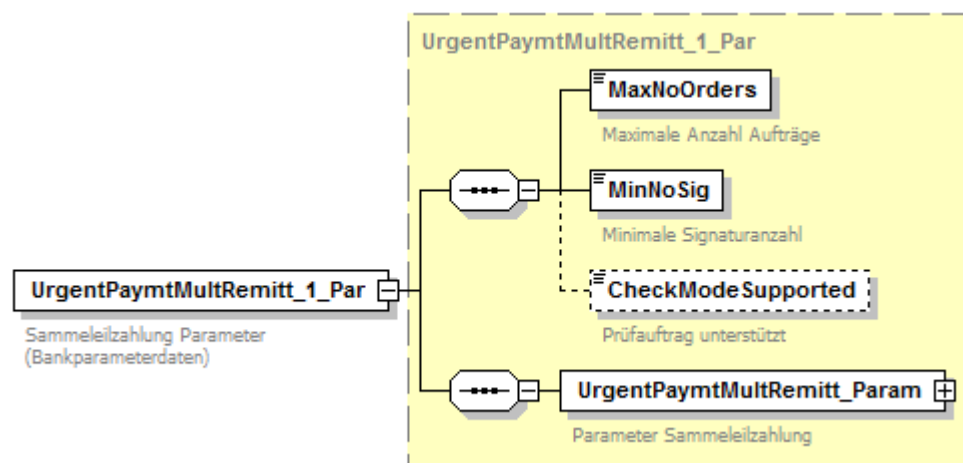 UrgentPaymtMultRemitt_1_Par
MaxNoOrders
Maximale Anzahl Aufträge
MinNoSig
Minimale Signaturanzahl
UrgentPaymtMultRemitt_1_Par
Sammeleilzahlung Parameter
(Bankparameterdaten)
CheckModeSupported
Prüfauftrag unterstützt
UrgentPaymtMultRemitt_Param
Parameter Sammeleilzahlung